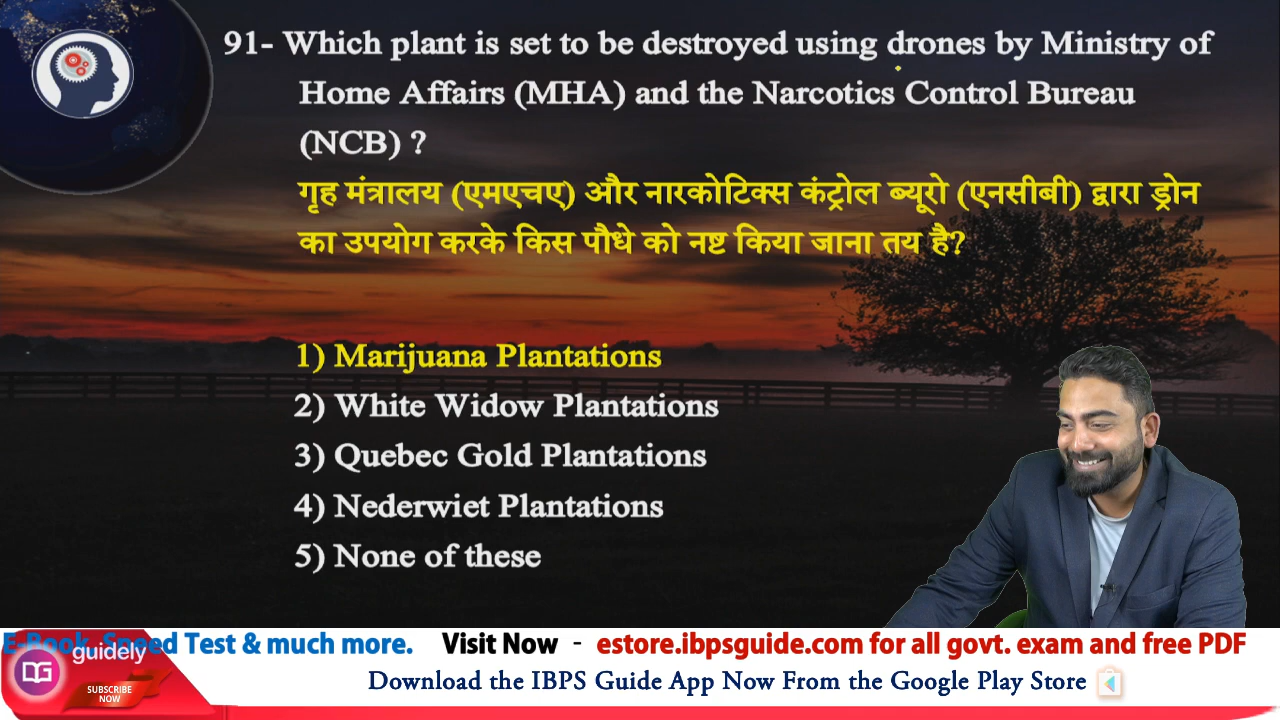 91- Which plant is set to be destroyed using drones by Ministry of
Home Affairs (MHA) and the Narcotics Control Bureau
(NCB) ?
गृह मंत्रालय (एमएचए) और नारकोटिक्स कंट्रोल ब्यूरो (एनसीबी) द्वारा ड्रोन
का उपयोग करके किस पौधे को नष्ट किया जाना तय है?
1) Marijuana Plantations
2) White Widow Plantations
3) Quebec Gold Plantations
4) Nederwiet Plantations
5) None of these
E-Book, Speed Test & much more. Visit Now - estore.ibpsguide.com for all govt. exam and free PDF
guidely
SUBSCRIBE
NOW
Download the IBPS Guide App Now From the Google Play Store